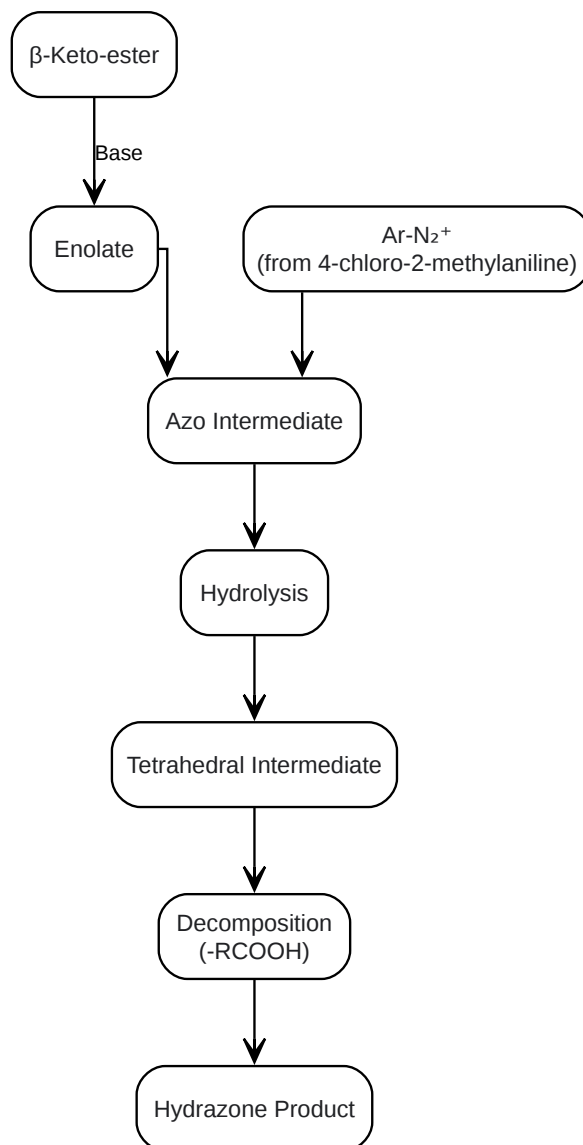 β-Keto-ester
Base
Enolate
Ar-N₂⁺
(from 4-chloro-2-methylaniline)
Azo Intermediate
Hydrolysis
Tetrahedral Intermediate
Decomposition
(-RCOOH)
Hydrazone Product